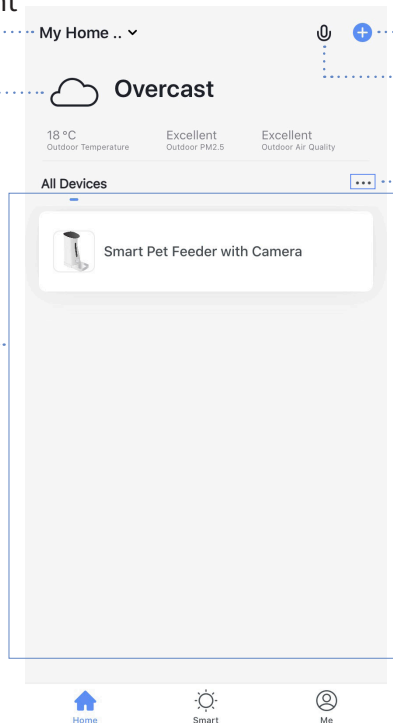 nt
My Home ..
Overcast
18 °C Excellent Excellent
Outdoor Temperature Outdoor PM2.5 Outdoor Air Quality
All Devices
Smart Pet Feeder with Camera
Home Smart Me